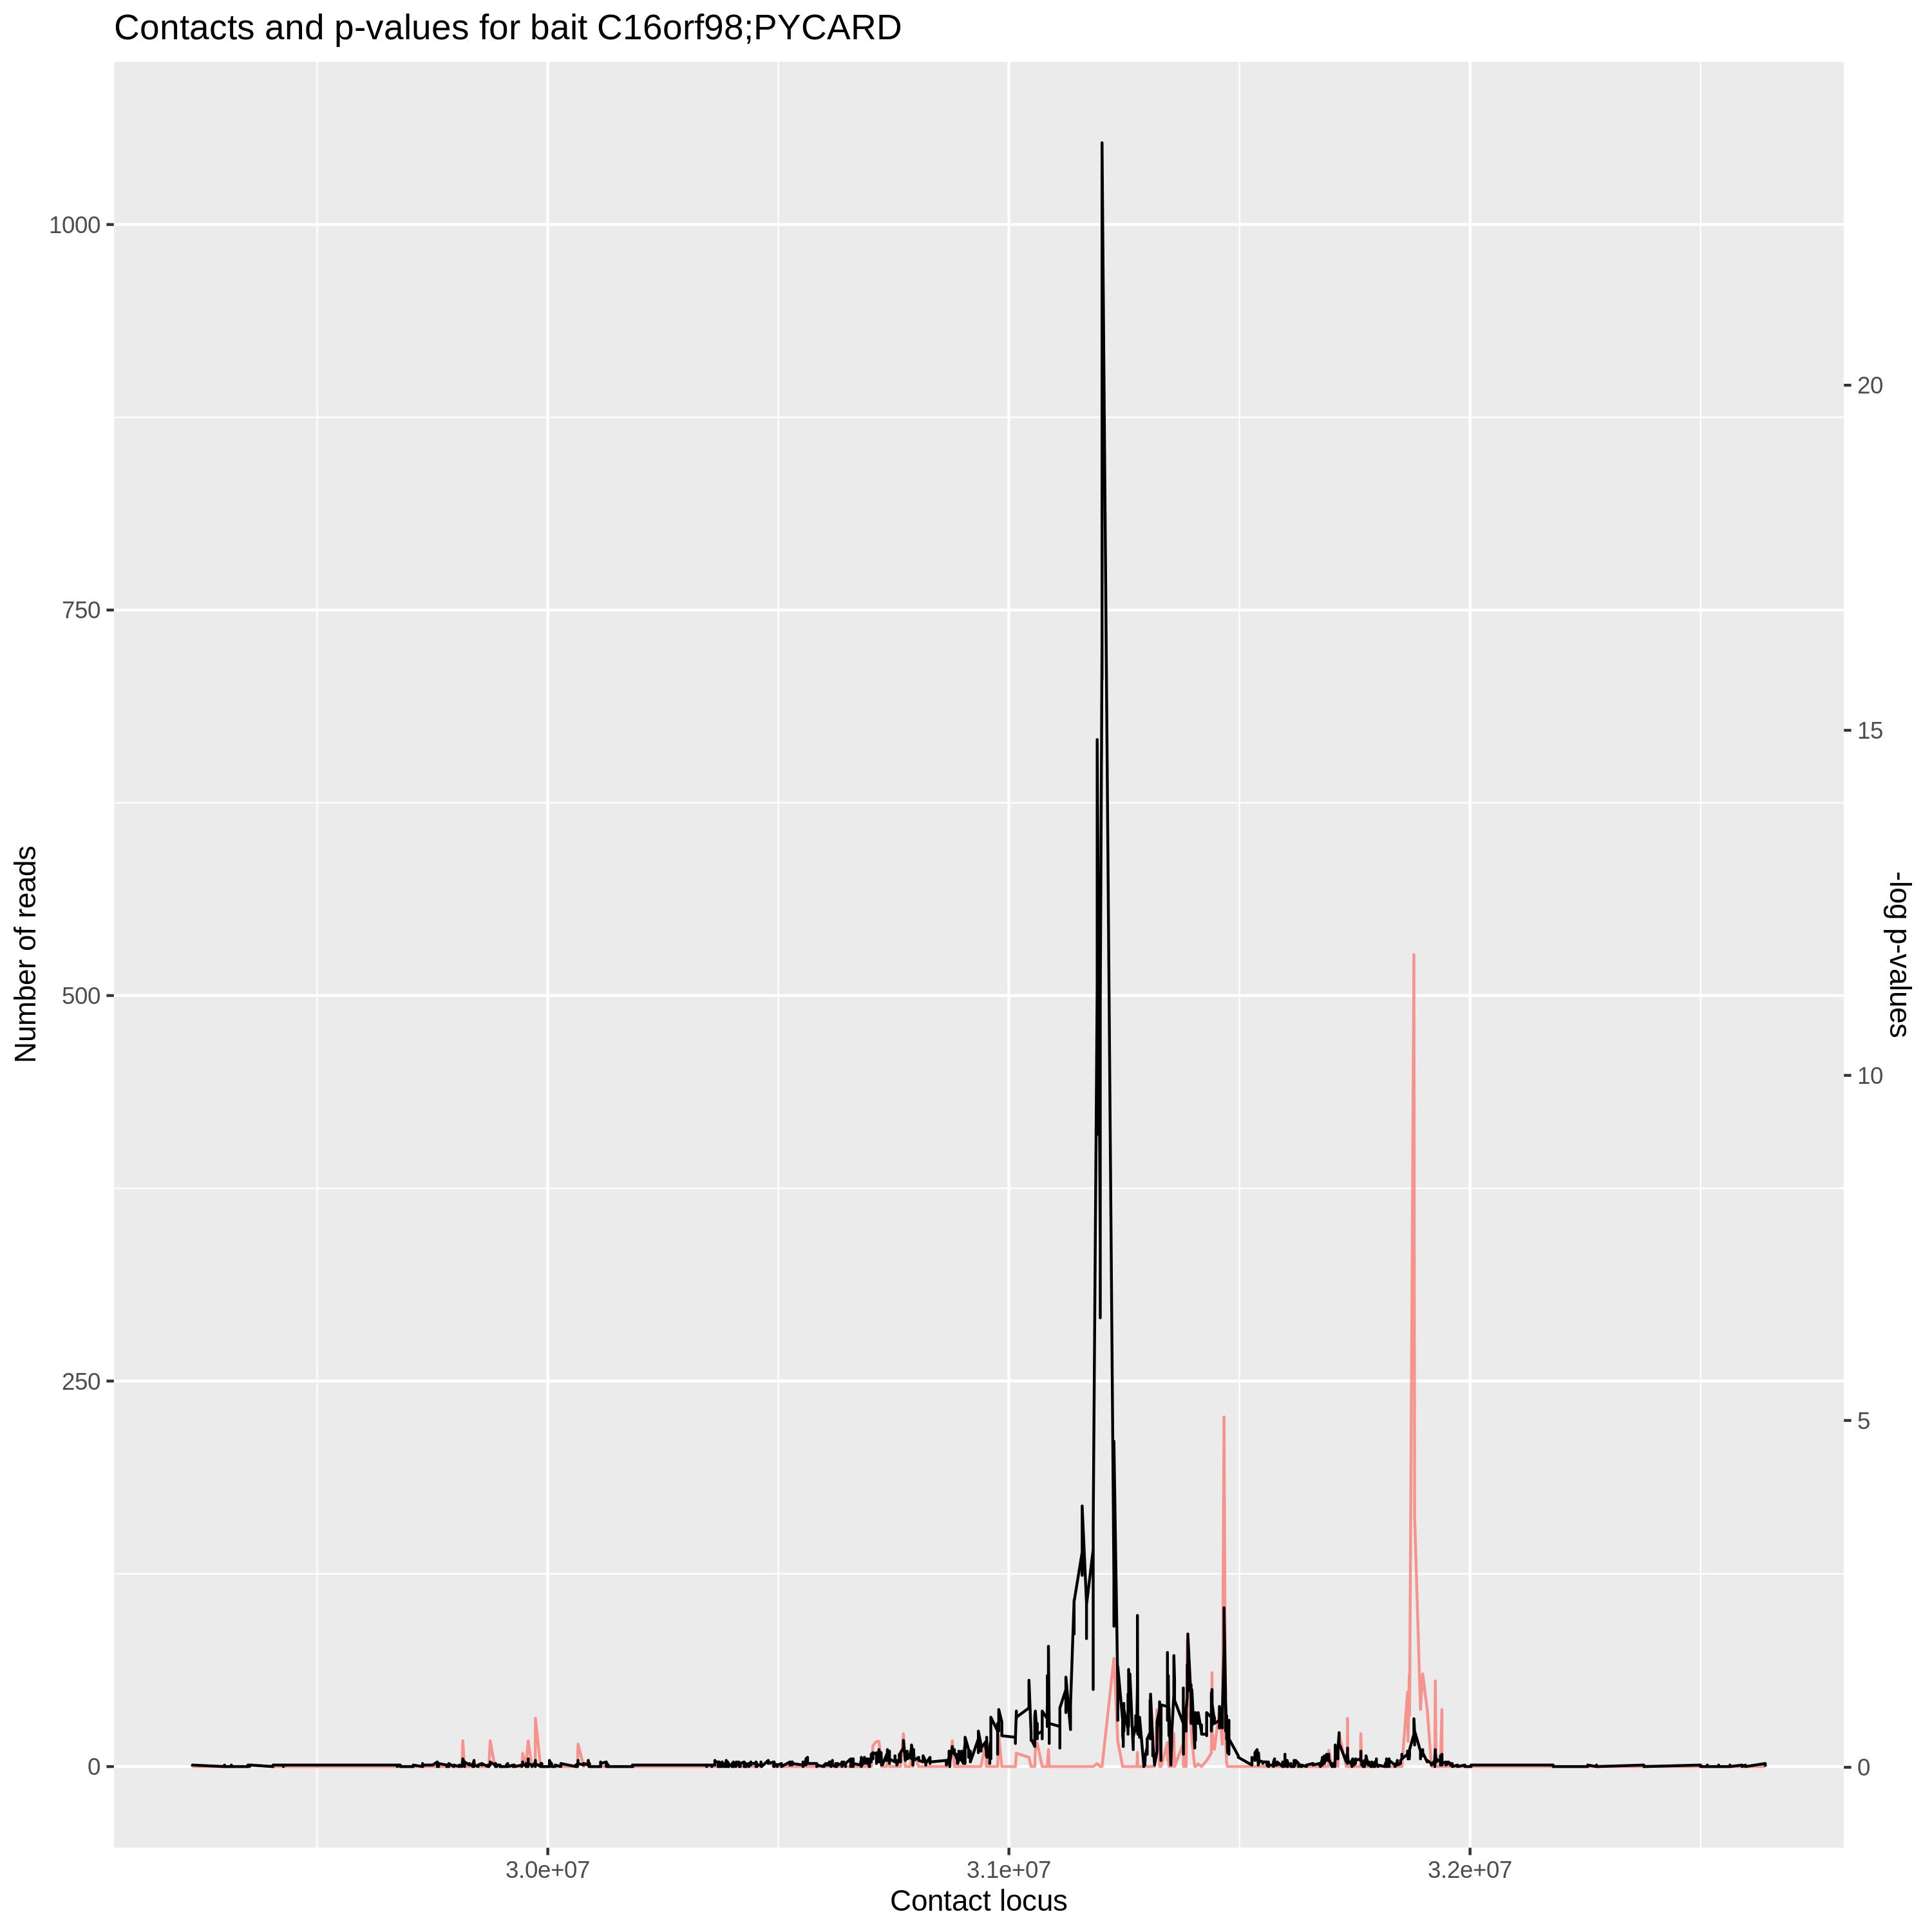 Contacts and p-values for bait C16orf98;PYCARD
1000
750
500
250
0
Number of reads
20
15
10
5
0
-log p-values
3.0e+07
3.1e+07
3.2e+07
Contact locus